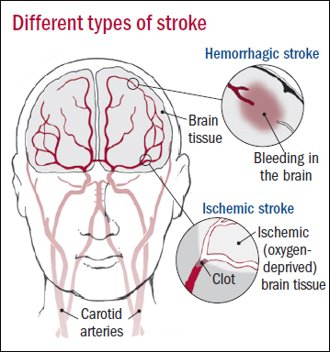 Different types of stroke
Hemorrhagic stroke
Brain
tissue
Bleeding in
the brain
Ischemic stroke
Ischemic
(oxygen-
deprived)
brain tissue
Clot
Carotid
arteries